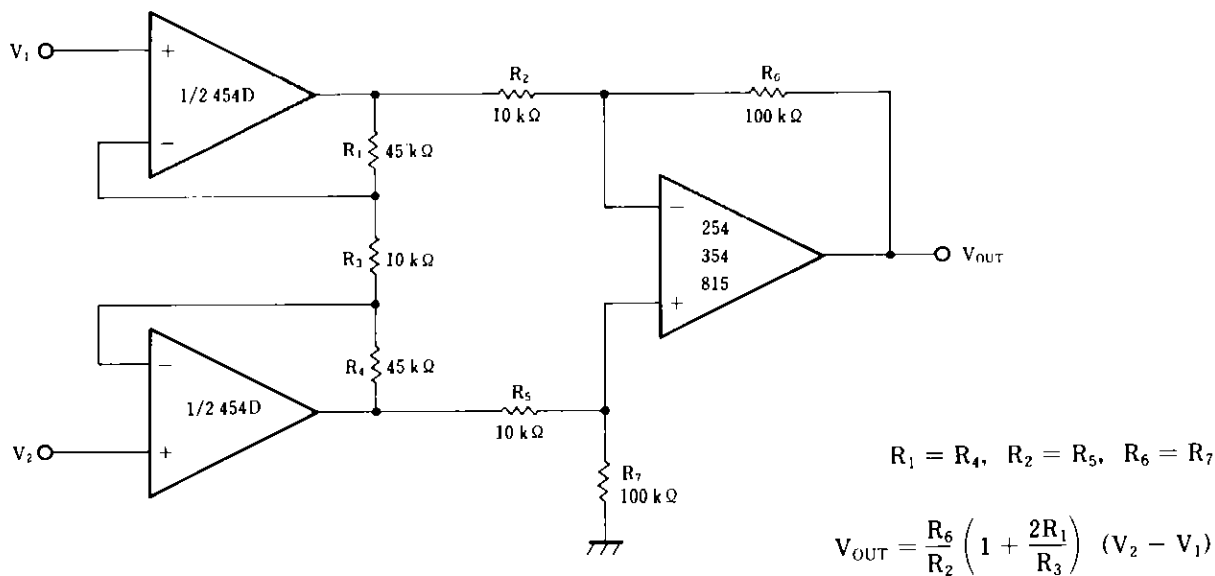 V₁
+
−
1/2 454D
R₁ 45 kΩ
R₂
10 kΩ
R₆
100 kΩ
R₃ 10 kΩ
−
+
254
354
815
V_OUT
R₄ 45 kΩ
−
+
1/2 454D
V₂
R₅
10 kΩ
R₇
100 kΩ
R₁ = R₄, R₂ = R₅, R₆ = R₇
V_OUT = R₆/R₂ (1 + 2R₁/R₃) (V₂ − V₁)